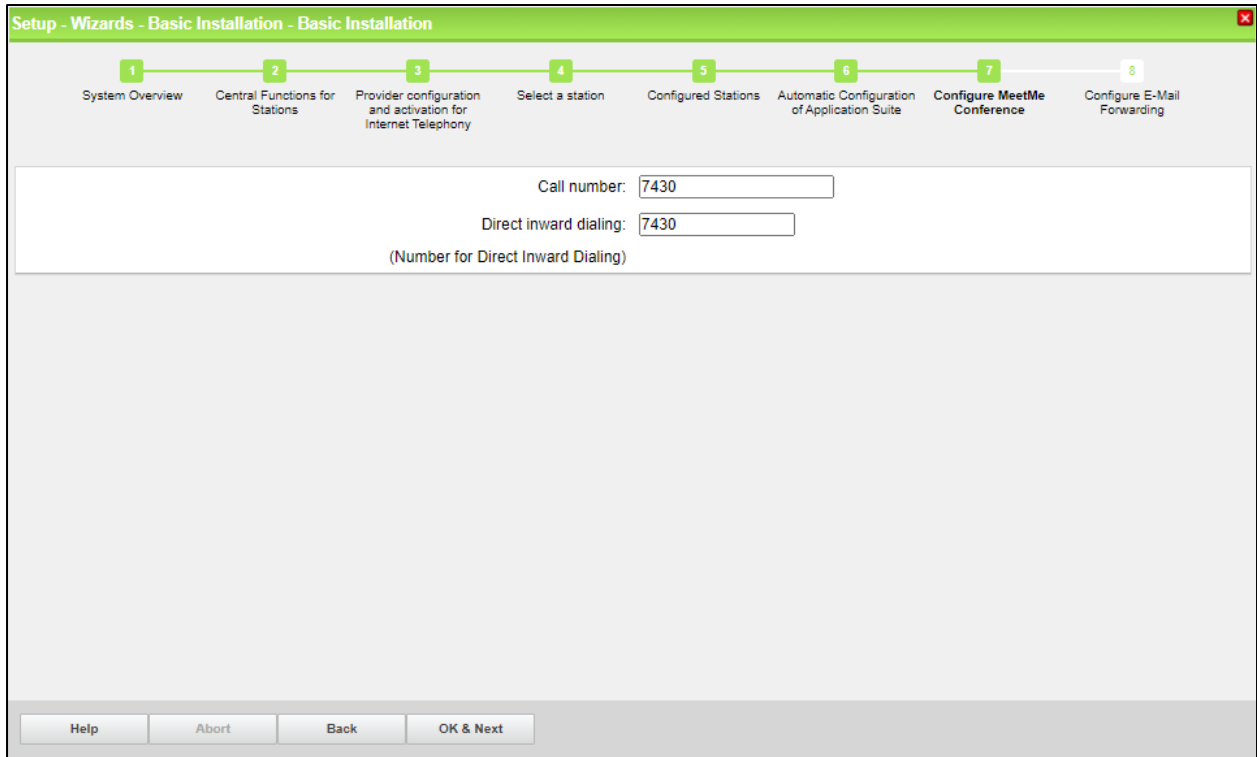 Setup - Wizards - Basic Installation - Basic Installation
1 2 3 4 5 6 7 8
System Overview
Central Functions for
Stations
Provider configuration
and activation for
Internet Telephony
Select a station
Configured Stations
Automatic Configuration
of Application Suite
Configure MeetMe
Conference
Configure E-Mail
Forwarding
Call number: 7430
Direct inward dialing: 7430
(Number for Direct Inward Dialing)
Help Abort Back OK & Next